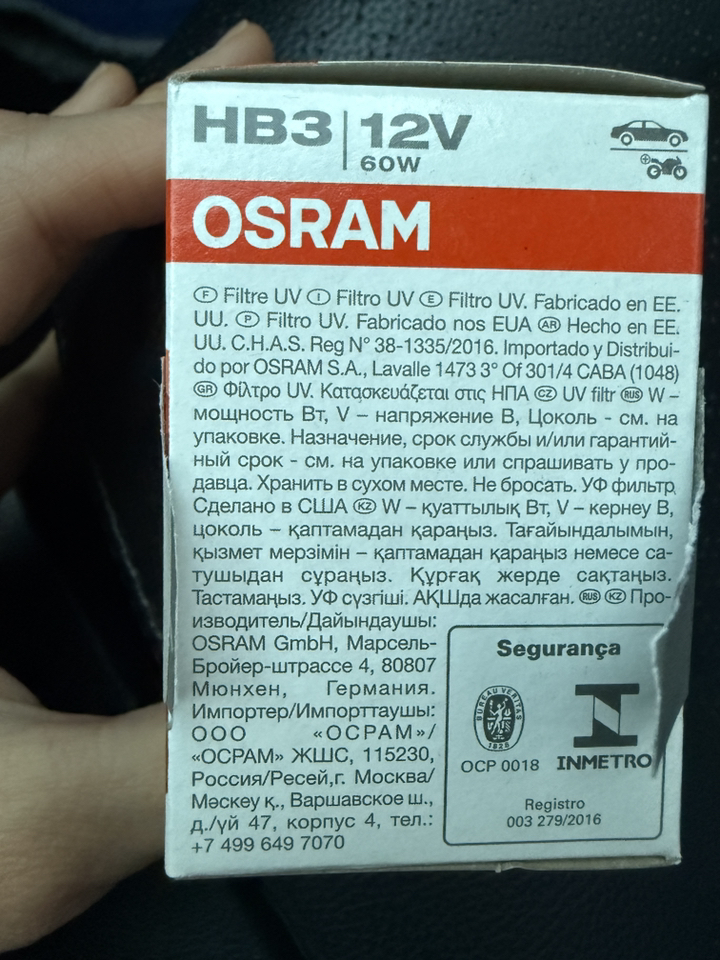 HB3 12V
60W
OSRAM
F Filtre UV I Filtro UV E Filtro UV. Fabricado en EE.
UU. P Filtro UV. Fabricado nos EUA AR Hecho en EE.
UU. C.H.A.S. Reg N° 38-1335/2016. Importado y Distribui-
do por OSRAM S.A., Lavalle 1473 3° Of 301/4 CABA (1048)
GR Φίλτρο UV. Κατασκευάζεται στις ΗΠΑ CZ UV filtr RUS W –
мощность Вт, V – напряжение В, Цоколь - см. на
упаковке. Назначение, срок службы и/или гарантий-
ный срок - см. на упаковке или спрашивать у про-
давца. Хранить в сухом месте. Не бросать. УФ фильтр
Сделано в США KZ W – қуаттылық Вт, V – кернеу В,
цоколь – қаптамадан қараңыз. Тағайындалымын,
қызмет мерзімін – қаптамадан қараңыз немесе са-
тушыдан сұраңыз. Құрғақ жерде сақтаңыз.
Тастамаңыз. УФ сүзгіші. АҚШда жасалған. RUS KZ Про-
изводитель/Дайындаушы:
OSRAM GmbH, Марсель-
Бройер-штрассе 4, 80807
Мюнхен, Германия.
Импортер/Импорттаушы:
ООО «ОСРАМ»/
«ОСРАМ» ЖШС, 115230,
Россия/Ресей,г. Москва/
Мәскеу қ., Варшавское ш.,
д./үй 47, корпус 4, тел.:
+7 499 649 7070
Segurança
BUREAU VERITAS
1828
OCP 0018 INMETRO
Registro
003 279/2016